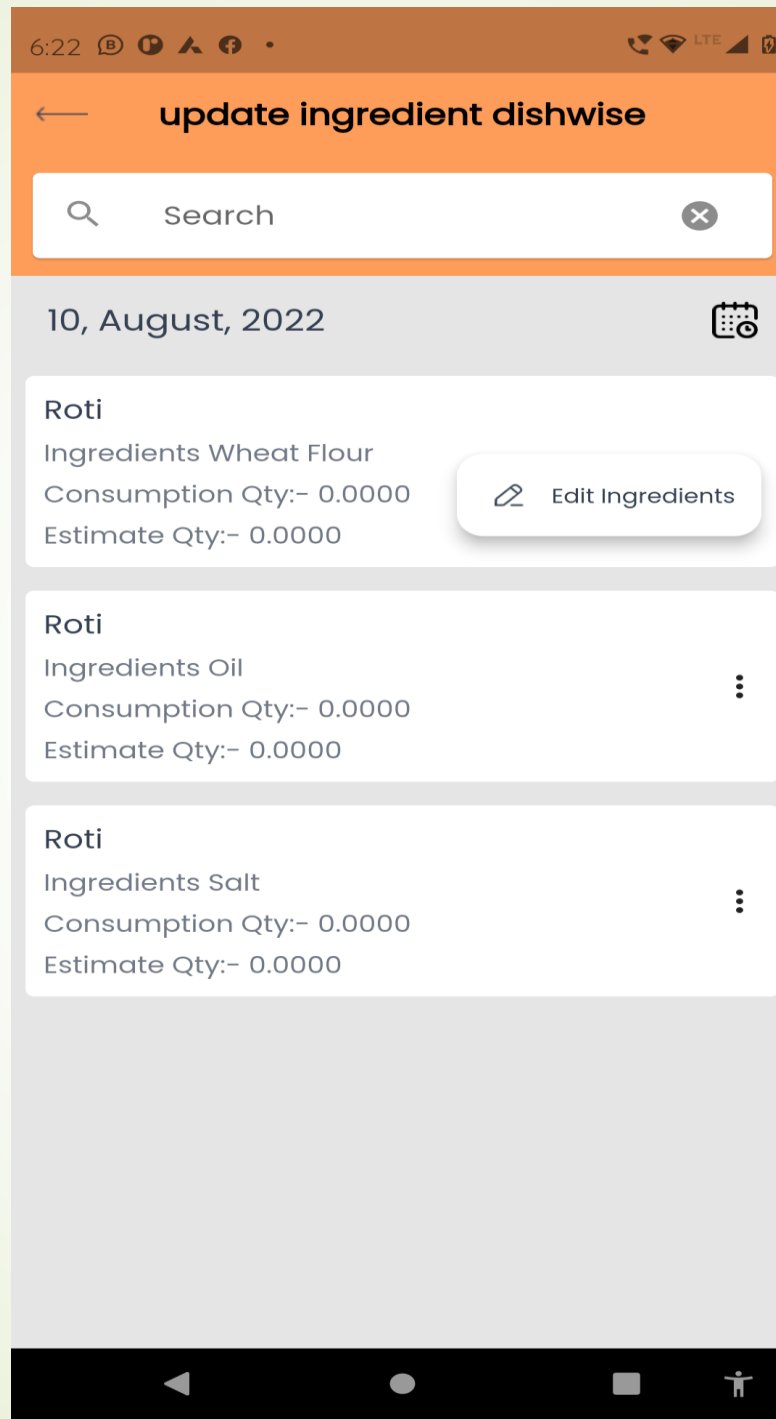 6:22
LTE
update ingredient dishwise
Search
10, August, 2022
Roti
Ingredients Wheat Flour
Consumption Qty:- 0.0000
Estimate Qty:- 0.0000
Edit Ingredients
Roti
Ingredients Oil
Consumption Qty:- 0.0000
Estimate Qty:- 0.0000
Roti
Ingredients Salt
Consumption Qty:- 0.0000
Estimate Qty:- 0.0000